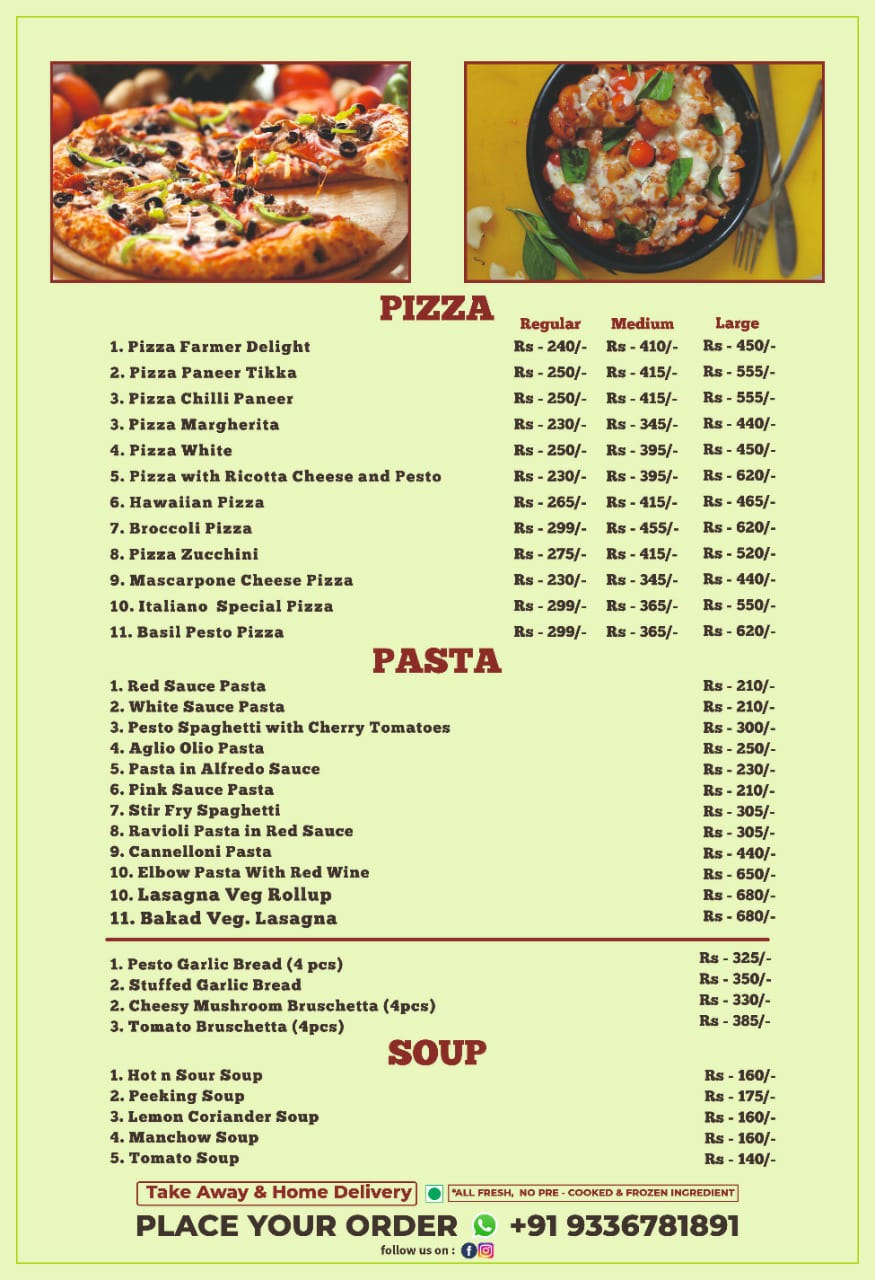 PIZZA
Regular Medium Large
1. Pizza Farmer Delight Rs - 240/- Rs - 410/- Rs - 450/-
2. Pizza Paneer Tikka Rs - 250/- Rs - 415/- Rs - 555/-
3. Pizza Chilli Paneer Rs - 250/- Rs - 415/- Rs - 555/-
3. Pizza Margherita Rs - 230/- Rs - 345/- Rs - 440/-
4. Pizza White Rs - 250/- Rs - 395/- Rs - 450/-
5. Pizza with Ricotta Cheese and Pesto Rs - 230/- Rs - 395/- Rs - 620/-
6. Hawaiian Pizza Rs - 265/- Rs - 415/- Rs - 465/-
7. Broccoli Pizza Rs - 299/- Rs - 455/- Rs - 620/-
8. Pizza Zucchini Rs - 275/- Rs - 415/- Rs - 520/-
9. Mascarpone Cheese Pizza Rs - 230/- Rs - 345/- Rs - 440/-
10. Italiano Special Pizza Rs - 299/- Rs - 365/- Rs - 550/-
11. Basil Pesto Pizza Rs - 299/- Rs - 365/- Rs - 620/-
PASTA
1. Red Sauce Pasta Rs - 210/-
2. White Sauce Pasta Rs - 210/-
3. Pesto Spaghetti with Cherry Tomatoes Rs - 300/-
4. Aglio Olio Pasta Rs - 250/-
5. Pasta in Alfredo Sauce Rs - 230/-
6. Pink Sauce Pasta Rs - 210/-
7. Stir Fry Spaghetti Rs - 305/-
8. Ravioli Pasta in Red Sauce Rs - 305/-
9. Cannelloni Pasta Rs - 440/-
10. Elbow Pasta With Red Wine Rs - 650/-
10. Lasagna Veg Rollup Rs - 680/-
11. Bakad Veg. Lasagna Rs - 680/-
1. Pesto Garlic Bread (4 pcs) Rs - 325/-
2. Stuffed Garlic Bread Rs - 350/-
2. Cheesy Mushroom Bruschetta (4pcs) Rs - 330/-
3. Tomato Bruschetta (4pcs) Rs - 385/-
SOUP
1. Hot n Sour Soup Rs - 160/-
2. Peeking Soup Rs - 175/-
3. Lemon Coriander Soup Rs - 160/-
4. Manchow Soup Rs - 160/-
5. Tomato Soup Rs - 140/-
Take Away & Home Delivery *ALL FRESH, NO PRE - COOKED & FROZEN INGREDIENT
PLACE YOUR ORDER +91 9336781891
follow us on :